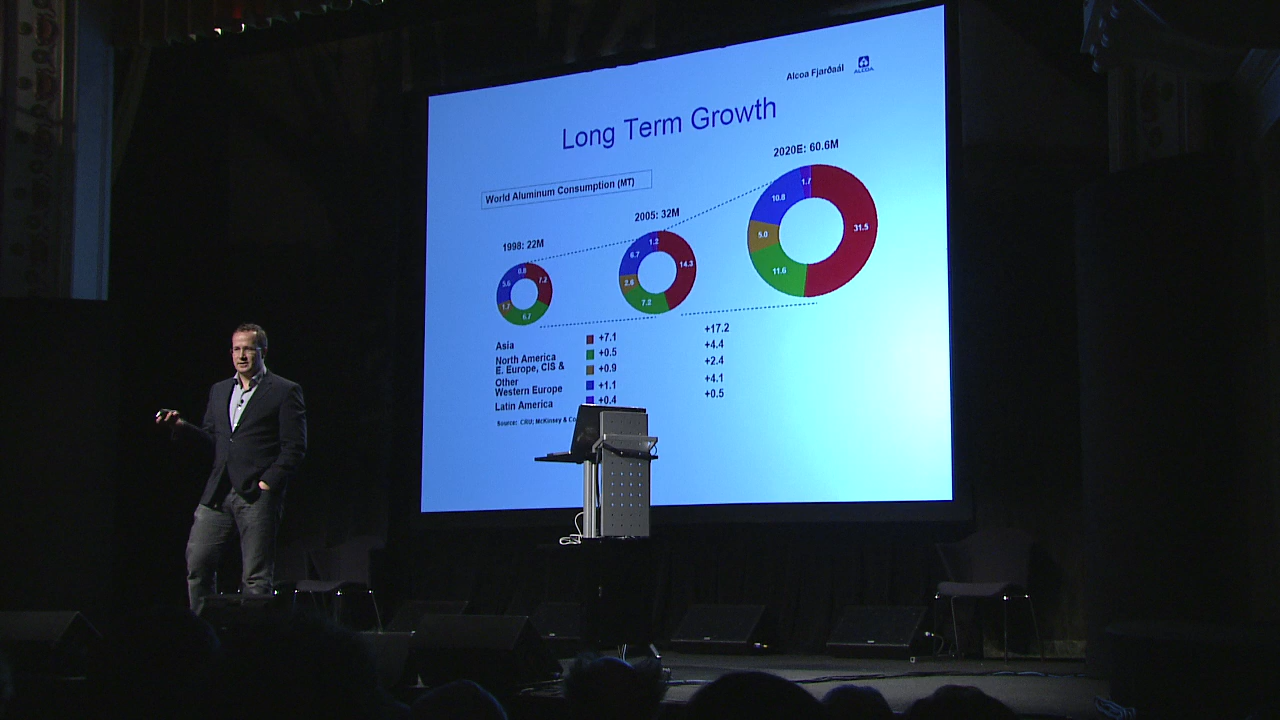 Alcoa Fjarðaál
ALCOA
Long Term Growth
World Aluminum Consumption (MT)
1998: 22M
2005: 32M
2020E: 60.6M
0.8
7.2
6.7
1.7
5.6
1.2
14.3
7.2
2.6
6.7
1.7
31.5
11.6
5.0
10.8
Asia +7.1 +17.2
North America +0.5 +4.4
E. Europe, CIS &
Other +0.9 +2.4
Western Europe +1.1 +4.1
Latin America +0.4 +0.5
Source: CRU; McKinsey &